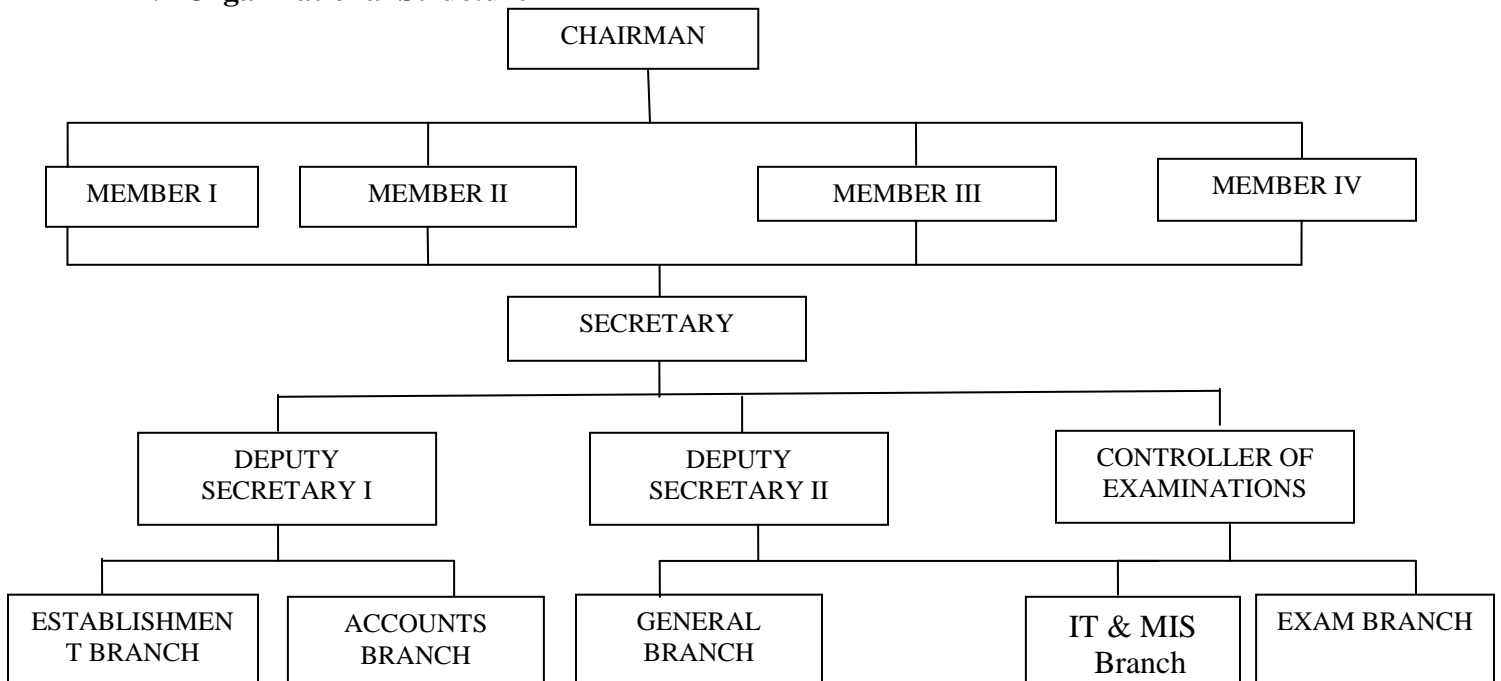 CHAIRMAN
MEMBER I
MEMBER II
MEMBER III
MEMBER IV
SECRETARY
DEPUTY
SECRETARY I
DEPUTY
SECRETARY II
CONTROLLER OF
EXAMINATIONS
ESTABLISHMEN
T BRANCH
ACCOUNTS
BRANCH
GENERAL
BRANCH
IT & MIS
Branch
EXAM BRANCH